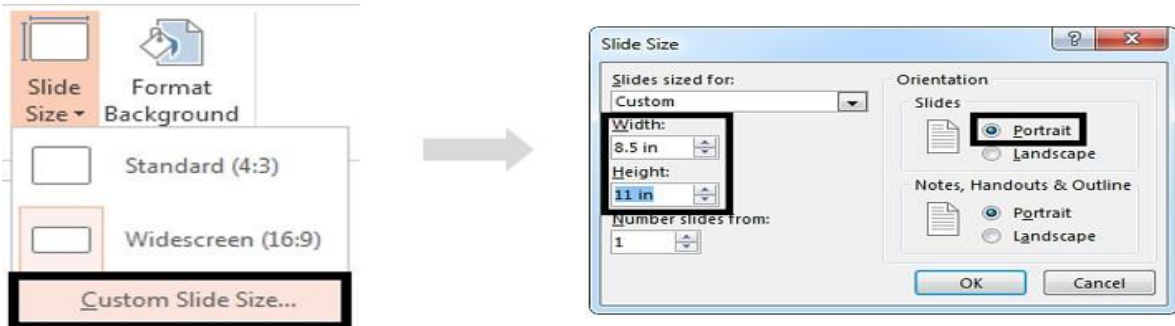 Slide Size
Format Background
Standard (4:3)
Widescreen (16:9)
Custom Slide Size...
Slide Size
?
X
Slides sized for:
Custom
Width:
8.5 in
Height:
11 in
Number slides from:
1
Orientation
Slides
Portrait
Landscape
Notes, Handouts & Outline
Portrait
Landscape
OK
Cancel